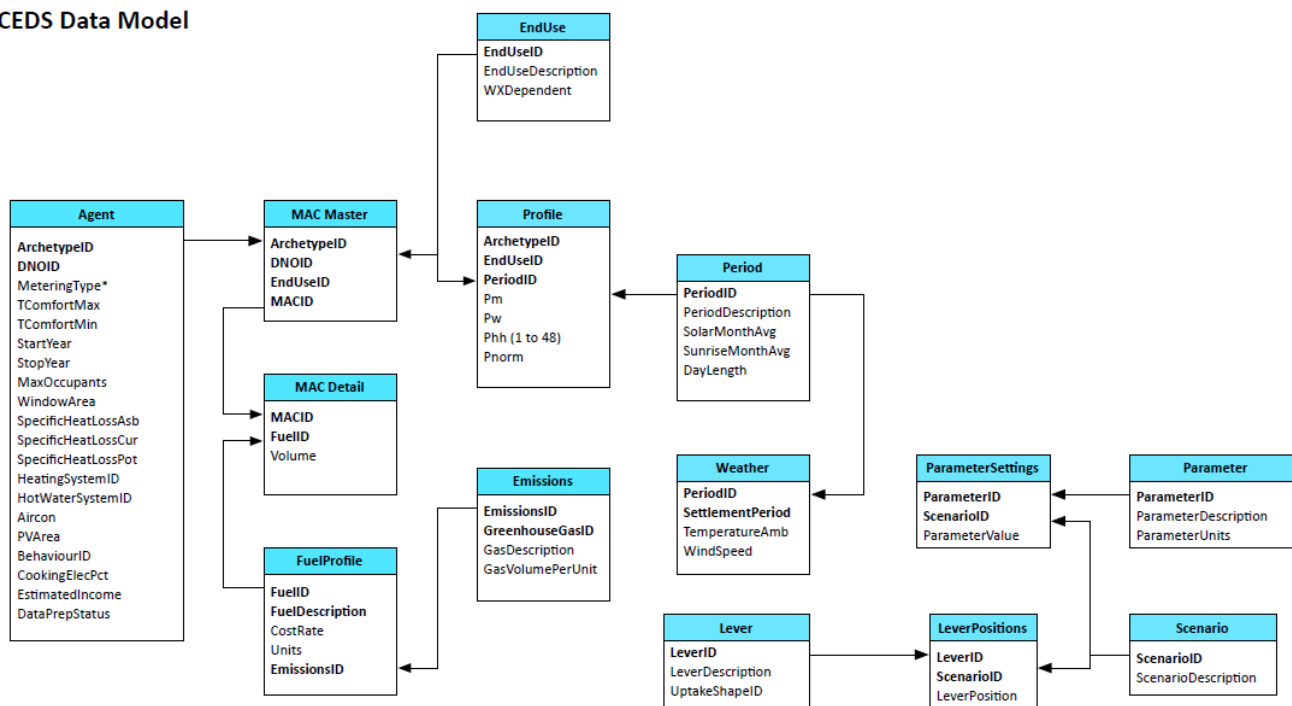 CEDS Data Model
EndUse
EndUseID
EndUseDescription
WXDependent
Agent
ArchetypeID
DNOID
MeteringType*
TComfortMax
TComfortMin
StartYear
StopYear
MaxOccupants
WindowArea
SpecificHeatLossAsb
SpecificHeatLossCur
SpecificHeatLossPot
HeatingSystemID
HotWaterSystemID
Aircon
PVArea
BehaviourID
CookingElecPct
EstimatedIncome
DataPrepStatus
MAC Master
ArchetypeID
DNOID
EndUseID
MACID
Profile
ArchetypeID
EndUseID
PeriodID
Pm
Pw
Phh (1 to 48)
Pnorm
Period
PeriodID
PeriodDescription
SolarMonthAvg
SunriseMonthAvg
DayLength
MAC Detail
MACID
FuelID
Volume
Emissions
EmissionsID
GreenhouseGasID
GasDescription
GasVolumePerUnit
Weather
PeriodID
SettlementPeriod
TemperatureAmb
WindSpeed
ParameterSettings
ParameterID
ScenarioID
ParameterValue
Parameter
ParameterID
ParameterDescription
ParameterUnits
FuelProfile
FuelID
FuelDescription
CostRate
Units
EmissionsID
Lever
LeverID
LeverDescription
UptakeShapeID
LeverPositions
LeverID
ScenarioID
LeverPosition
Scenario
ScenarioID
ScenarioDescription